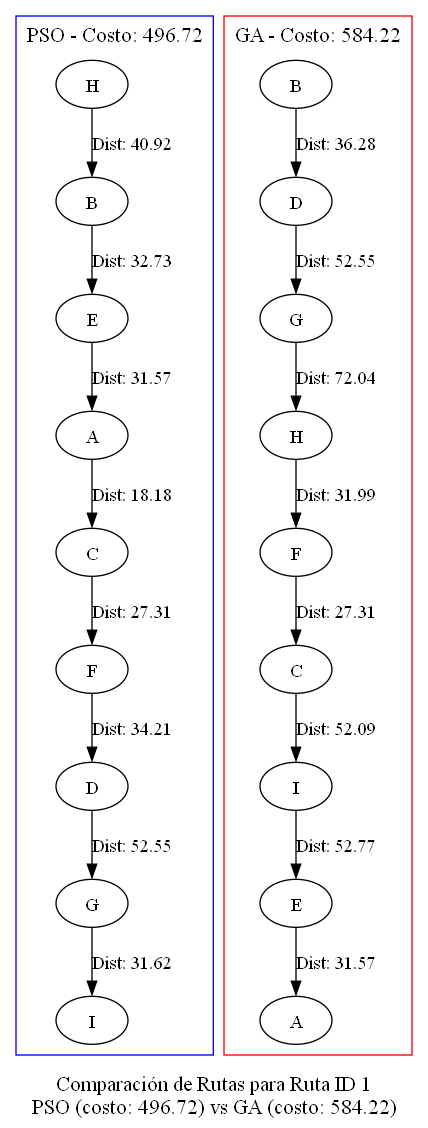 PSO - Costo: 496.72
H
Dist: 40.92
B
Dist: 32.73
E
Dist: 31.57
A
Dist: 18.18
C
Dist: 27.31
F
Dist: 34.21
D
Dist: 52.55
G
Dist: 31.62
I
GA - Costo: 584.22
B
Dist: 36.28
D
Dist: 52.55
G
Dist: 72.04
H
Dist: 31.99
F
Dist: 27.31
C
Dist: 52.09
I
Dist: 52.77
E
Dist: 31.57
A
Comparación de Rutas para Ruta ID 1
PSO (costo: 496.72) vs GA (costo: 584.22)